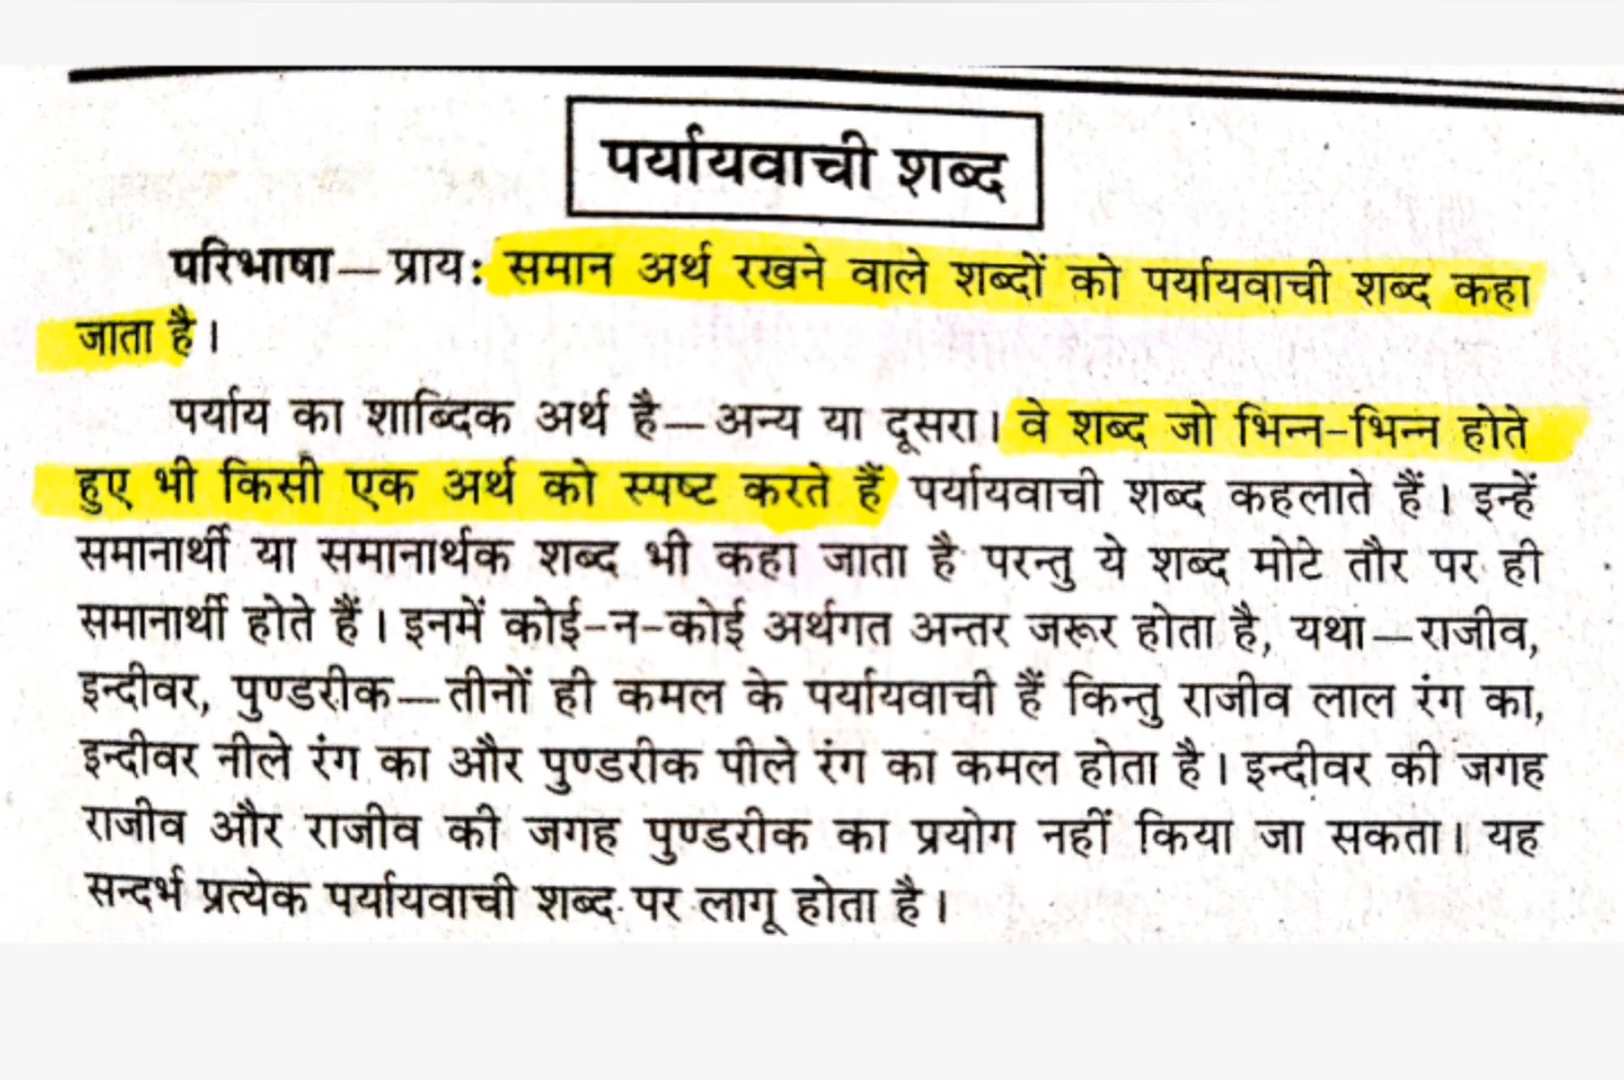 पर्यायवाची शब्द
परिभाषा—प्राय: समान अर्थ रखने वाले शब्दों को पर्यायवाची शब्द कहा
जाता है।
पर्याय का शाब्दिक अर्थ है—अन्य या दूसरा। वे शब्द जो भिन्न-भिन्न होते
हुए भी किसी एक अर्थ को स्पष्ट करते हैं पर्यायवाची शब्द कहलाते हैं। इन्हें
समानार्थी या समानार्थक शब्द भी कहा जाता है परन्तु ये शब्द मोटे तौर पर ही
समानार्थी होते हैं। इनमें कोई-न-कोई अर्थगत अन्तर जरूर होता है, यथा—राजीव,
इन्दीवर, पुण्डरीक—तीनों ही कमल के पर्यायवाची हैं किन्तु राजीव लाल रंग का,
इन्दीवर नीले रंग का और पुण्डरीक पीले रंग का कमल होता है। इन्दीवर की जगह
राजीव और राजीव की जगह पुण्डरीक का प्रयोग नहीं किया जा सकता। यह
सन्दर्भ प्रत्येक पर्यायवाची शब्द पर लागू होता है।